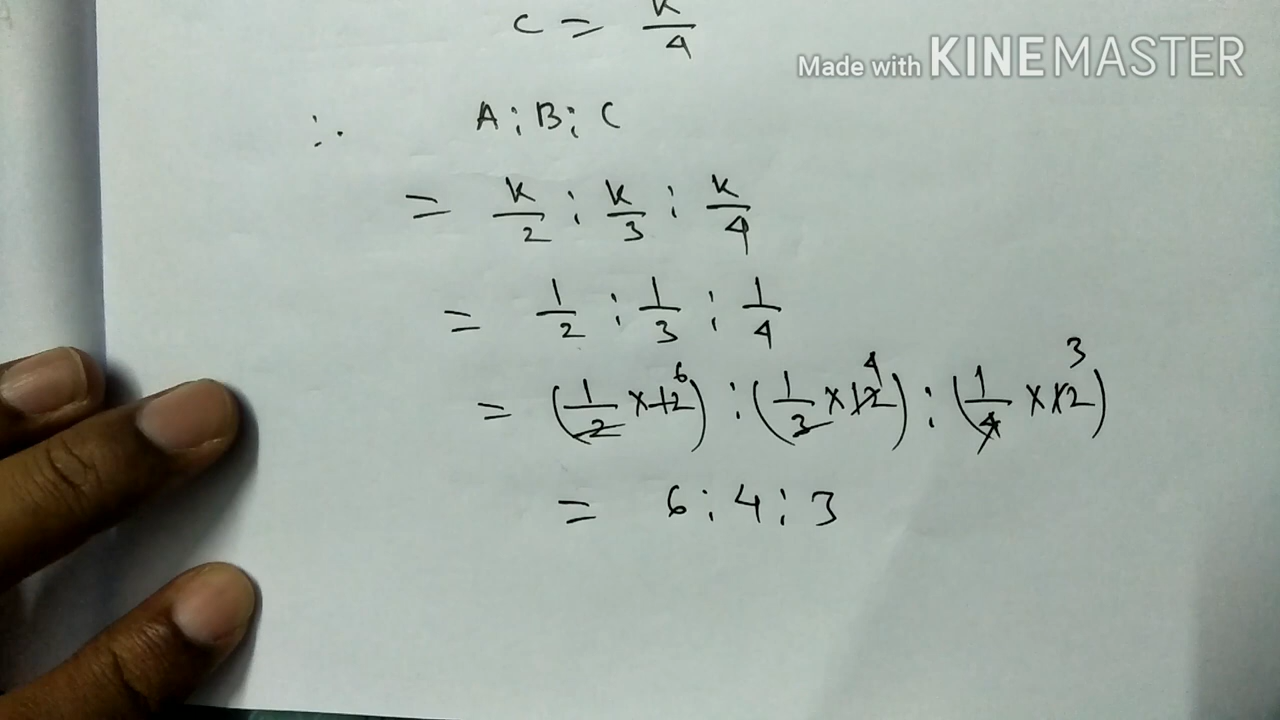 C = K/4
Made with KINEMASTER
∴ A : B : C
= K/2 : K/3 : K/4
= 1/2 : 1/3 : 1/4
= (1/2 × 12 6) : (1/3 × 12 4) : (1/4 × 12 3)
= 6 : 4 : 3